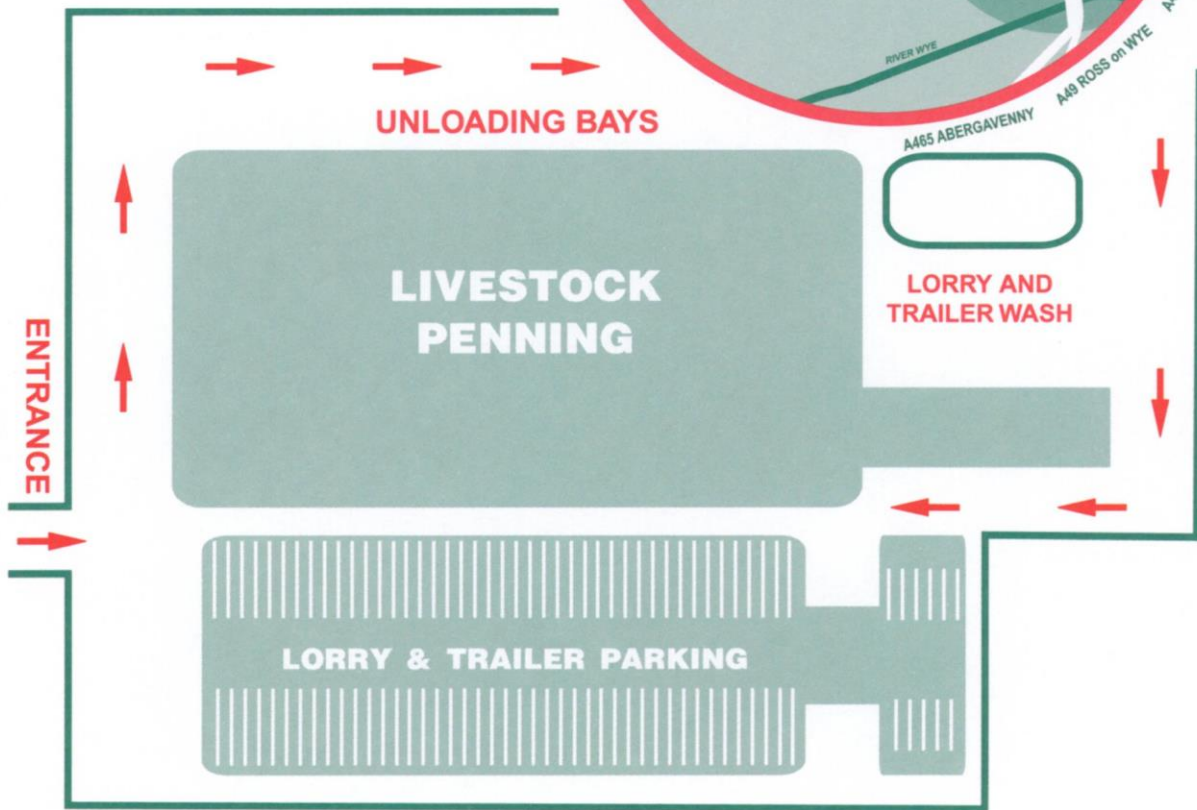 RIVER WYE
A49 ROSS on WYE
A465 ABERGAVENNY
UNLOADING BAYS
LIVESTOCK
PENNING
LORRY AND
TRAILER WASH
ENTRANCE
LORRY & TRAILER PARKING